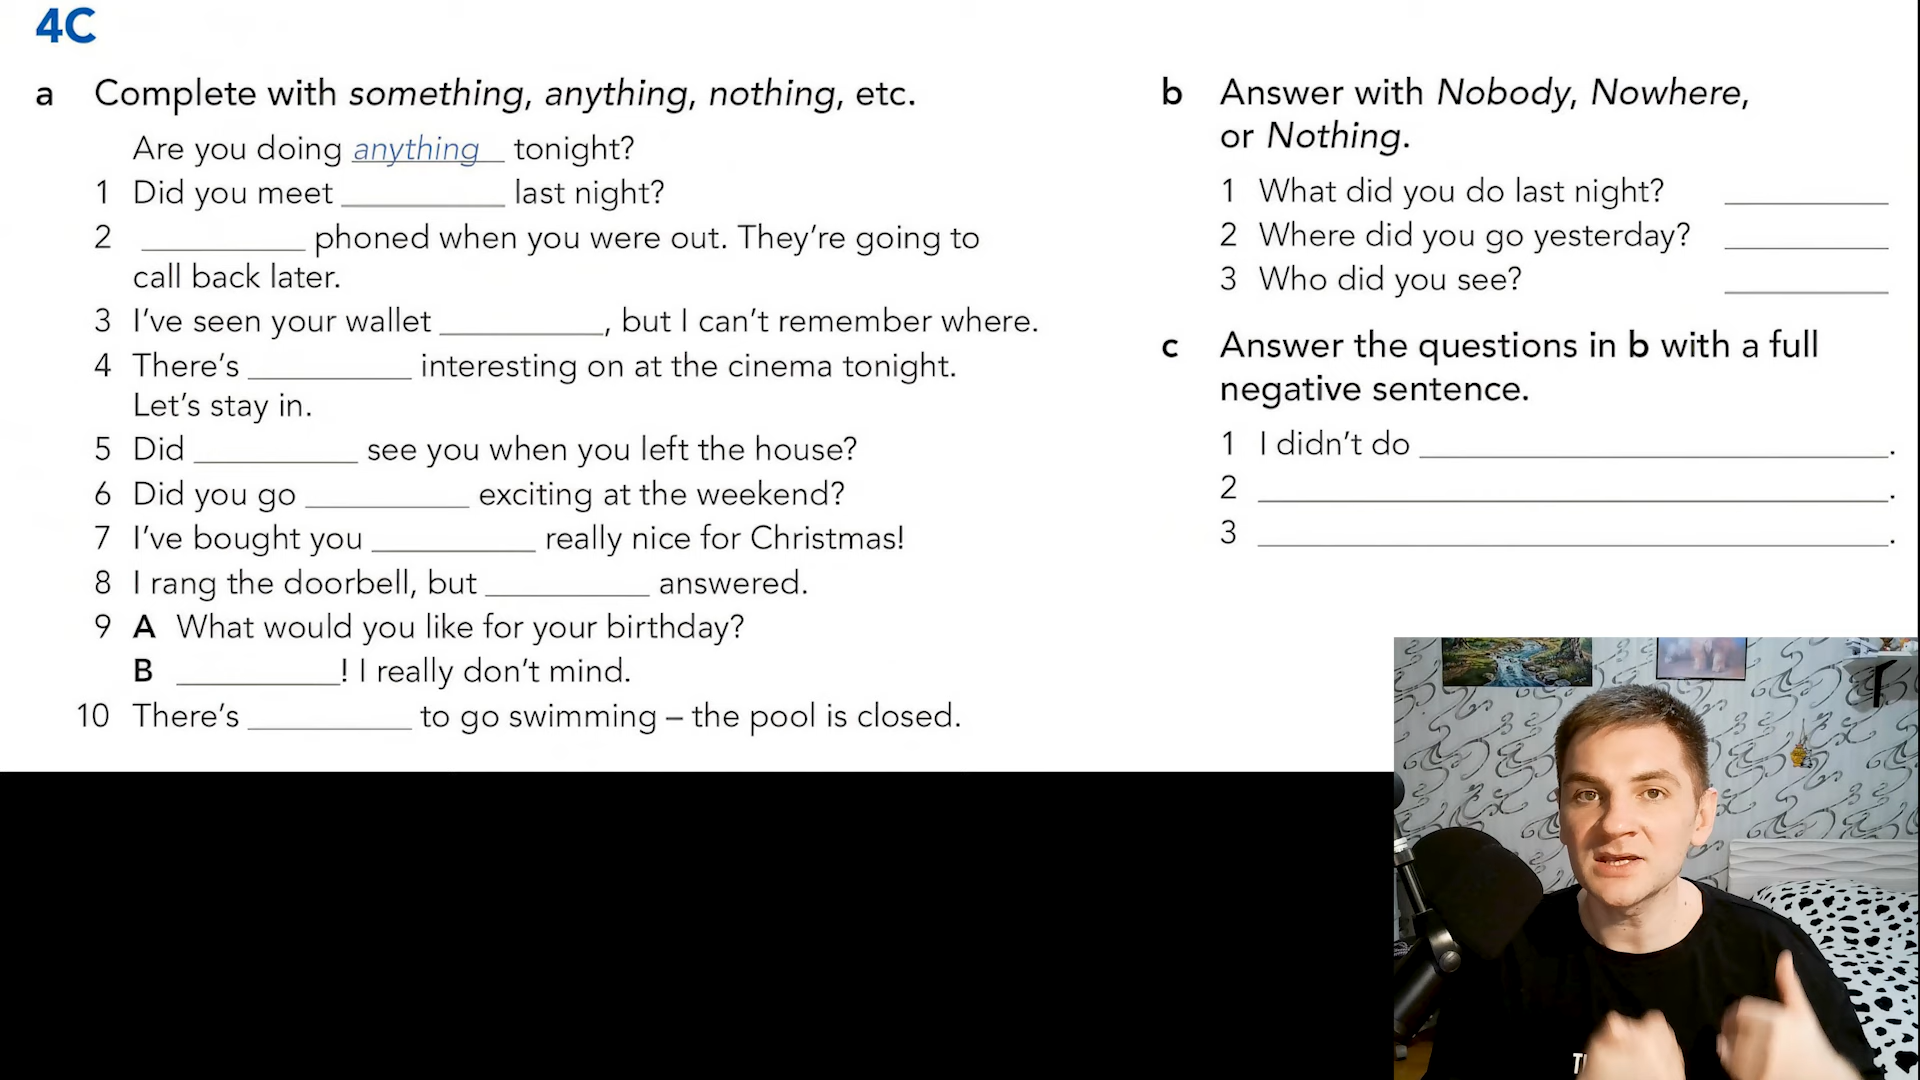 4C
a Complete with something, anything, nothing, etc.
Are you doing anything tonight?
1 Did you meet __________ last night?
2 __________ phoned when you were out. They're going to
call back later.
3 I've seen your wallet __________, but I can't remember where.
4 There's __________ interesting on at the cinema tonight.
Let's stay in.
5 Did __________ see you when you left the house?
6 Did you go __________ exciting at the weekend?
7 I've bought you __________ really nice for Christmas!
8 I rang the doorbell, but __________ answered.
9 A What would you like for your birthday?
B __________! I really don't mind.
10 There's __________ to go swimming – the pool is closed.
b Answer with Nobody, Nowhere,
or Nothing.
1 What did you do last night? __________
2 Where did you go yesterday? __________
3 Who did you see? __________
c Answer the questions in b with a full
negative sentence.
1 I didn't do __________.
2 __________.
3 __________.